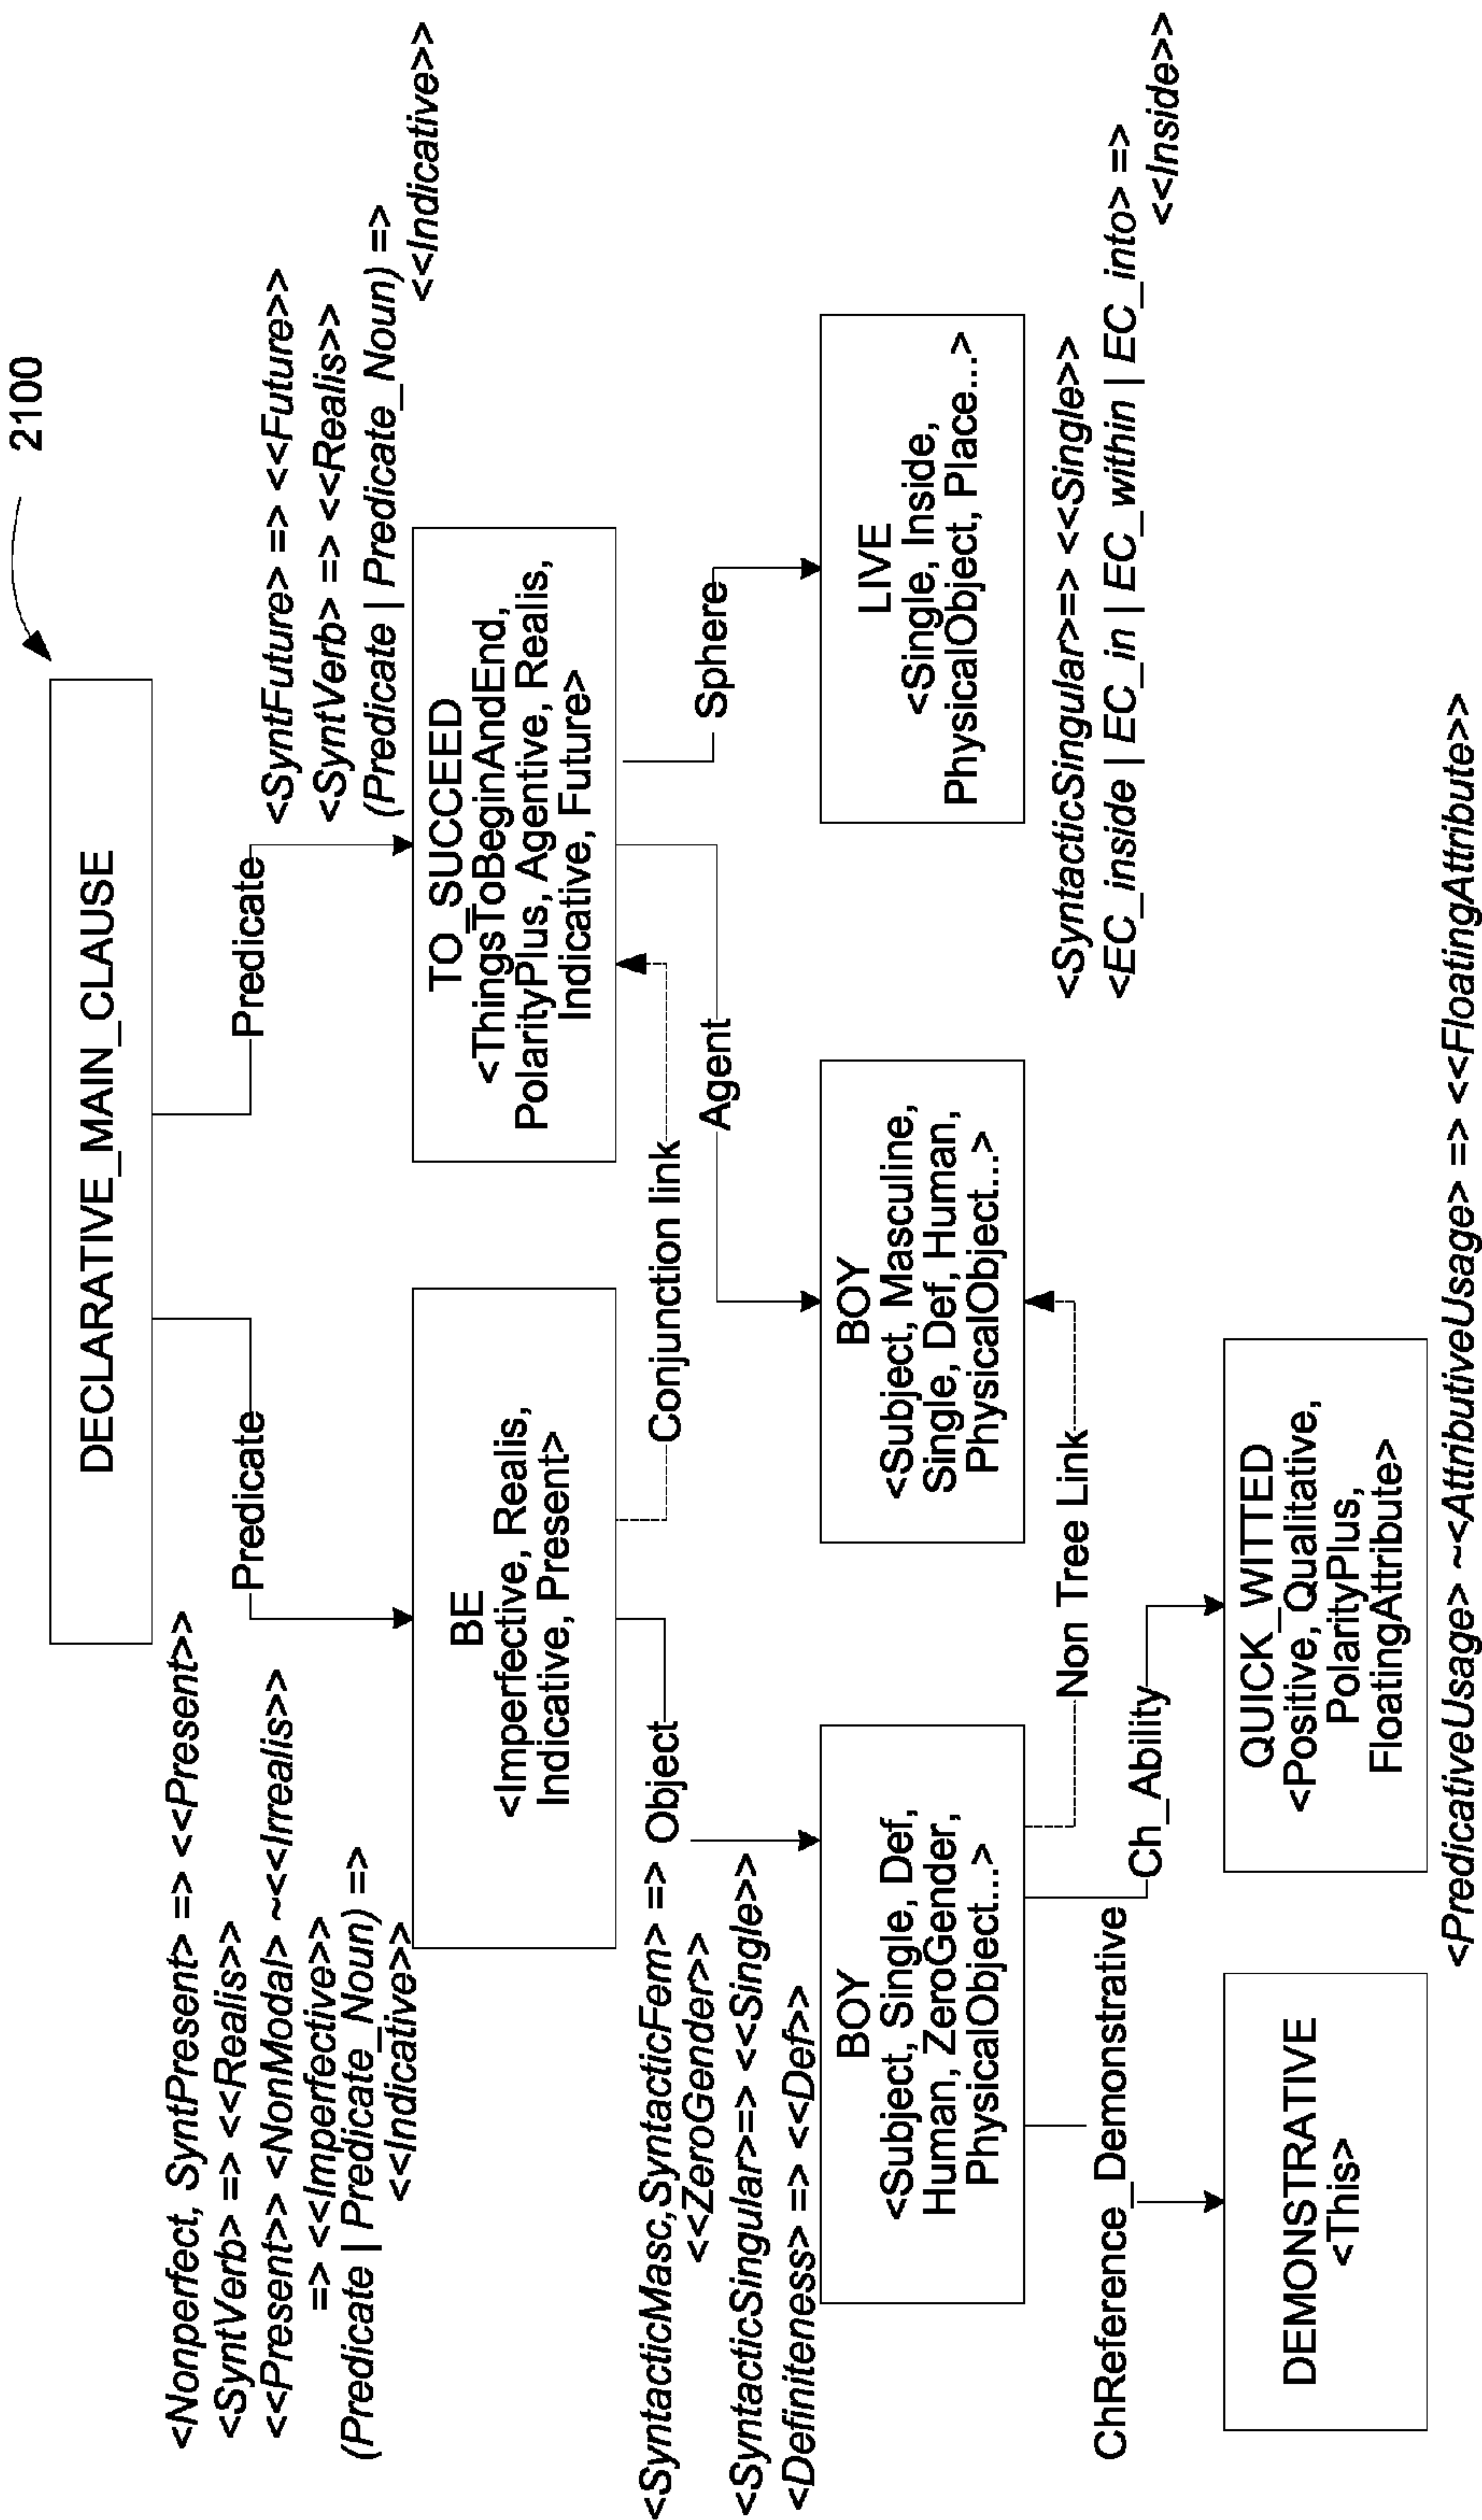 2100
DECLARATIVE_MAIN_CLAUSE
<Nonperfect, SyntPresent> => <<Present>>
<SyntVerb> => <<Realis>>
<<Present>> <NonModal> ~<<Irrealis>>
=> <<Imperfective>>
(Predicate | Predicate_Noun) =>
<<Indicative>>
Predicate
Predicate
<SyntFuture> => <<Future>>
<SyntVerb> => <<Realis>>
(Predicate | Predicate_Noun) =>
<<Indicative>>
BE
<Imperfective, Realis,
Indicative, Present>
TO_SUCCEED
<ThingsToBeginAndEnd,
PolarityPlus, Agentive, Realis,
Indicative, Future>
<SyntacticMasc,SyntacticFem> =>
<<ZeroGender>>
<SyntacticSingular>=> <<Single>>
<Definiteness> => <<Def>>
Object
Conjunction link
Agent
Sphere
BOY
<Subject, Single, Def,
Human, ZeroGender,
PhysicalObject...>
BOY
<Subject, Masculine,
Single, Def, Human,
PhysicalObject...>
LIVE
<Single, Inside,
PhysicalObject, Place...>
<SyntacticSingular>=> <<Single>>
<EC_inside | EC_in | EC_within | EC_into> =>
<<Inside>>
ChReference_Demonstrative
Ch_Ability
Non Tree Link
DEMONSTRATIVE
<This>
QUICK_WITTED
<Positive, Qualitative,
PolarityPlus,
FloatingAttribute>
<PredicativeUsage> ~<AttributiveUsage> => <<FloatingAttribute>>